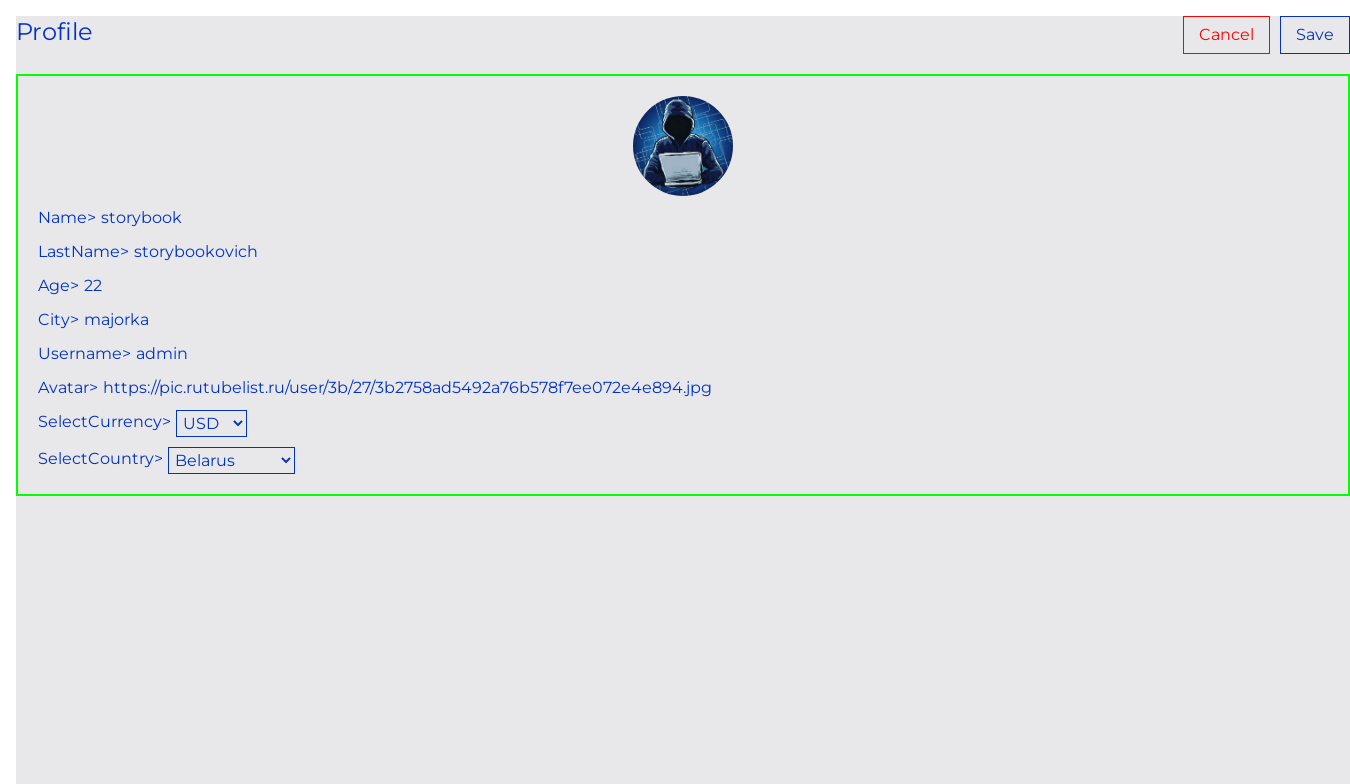 Profile
Cancel
Save
Name> storybook
LastName> storybookovich
Age> 22
City> majorka
Username> admin
Avatar> https://pic.rutubelist.ru/user/3b/27/3b2758ad5492a76b578f7ee072e4e894.jpg
SelectCurrency> USD
SelectCountry> Belarus